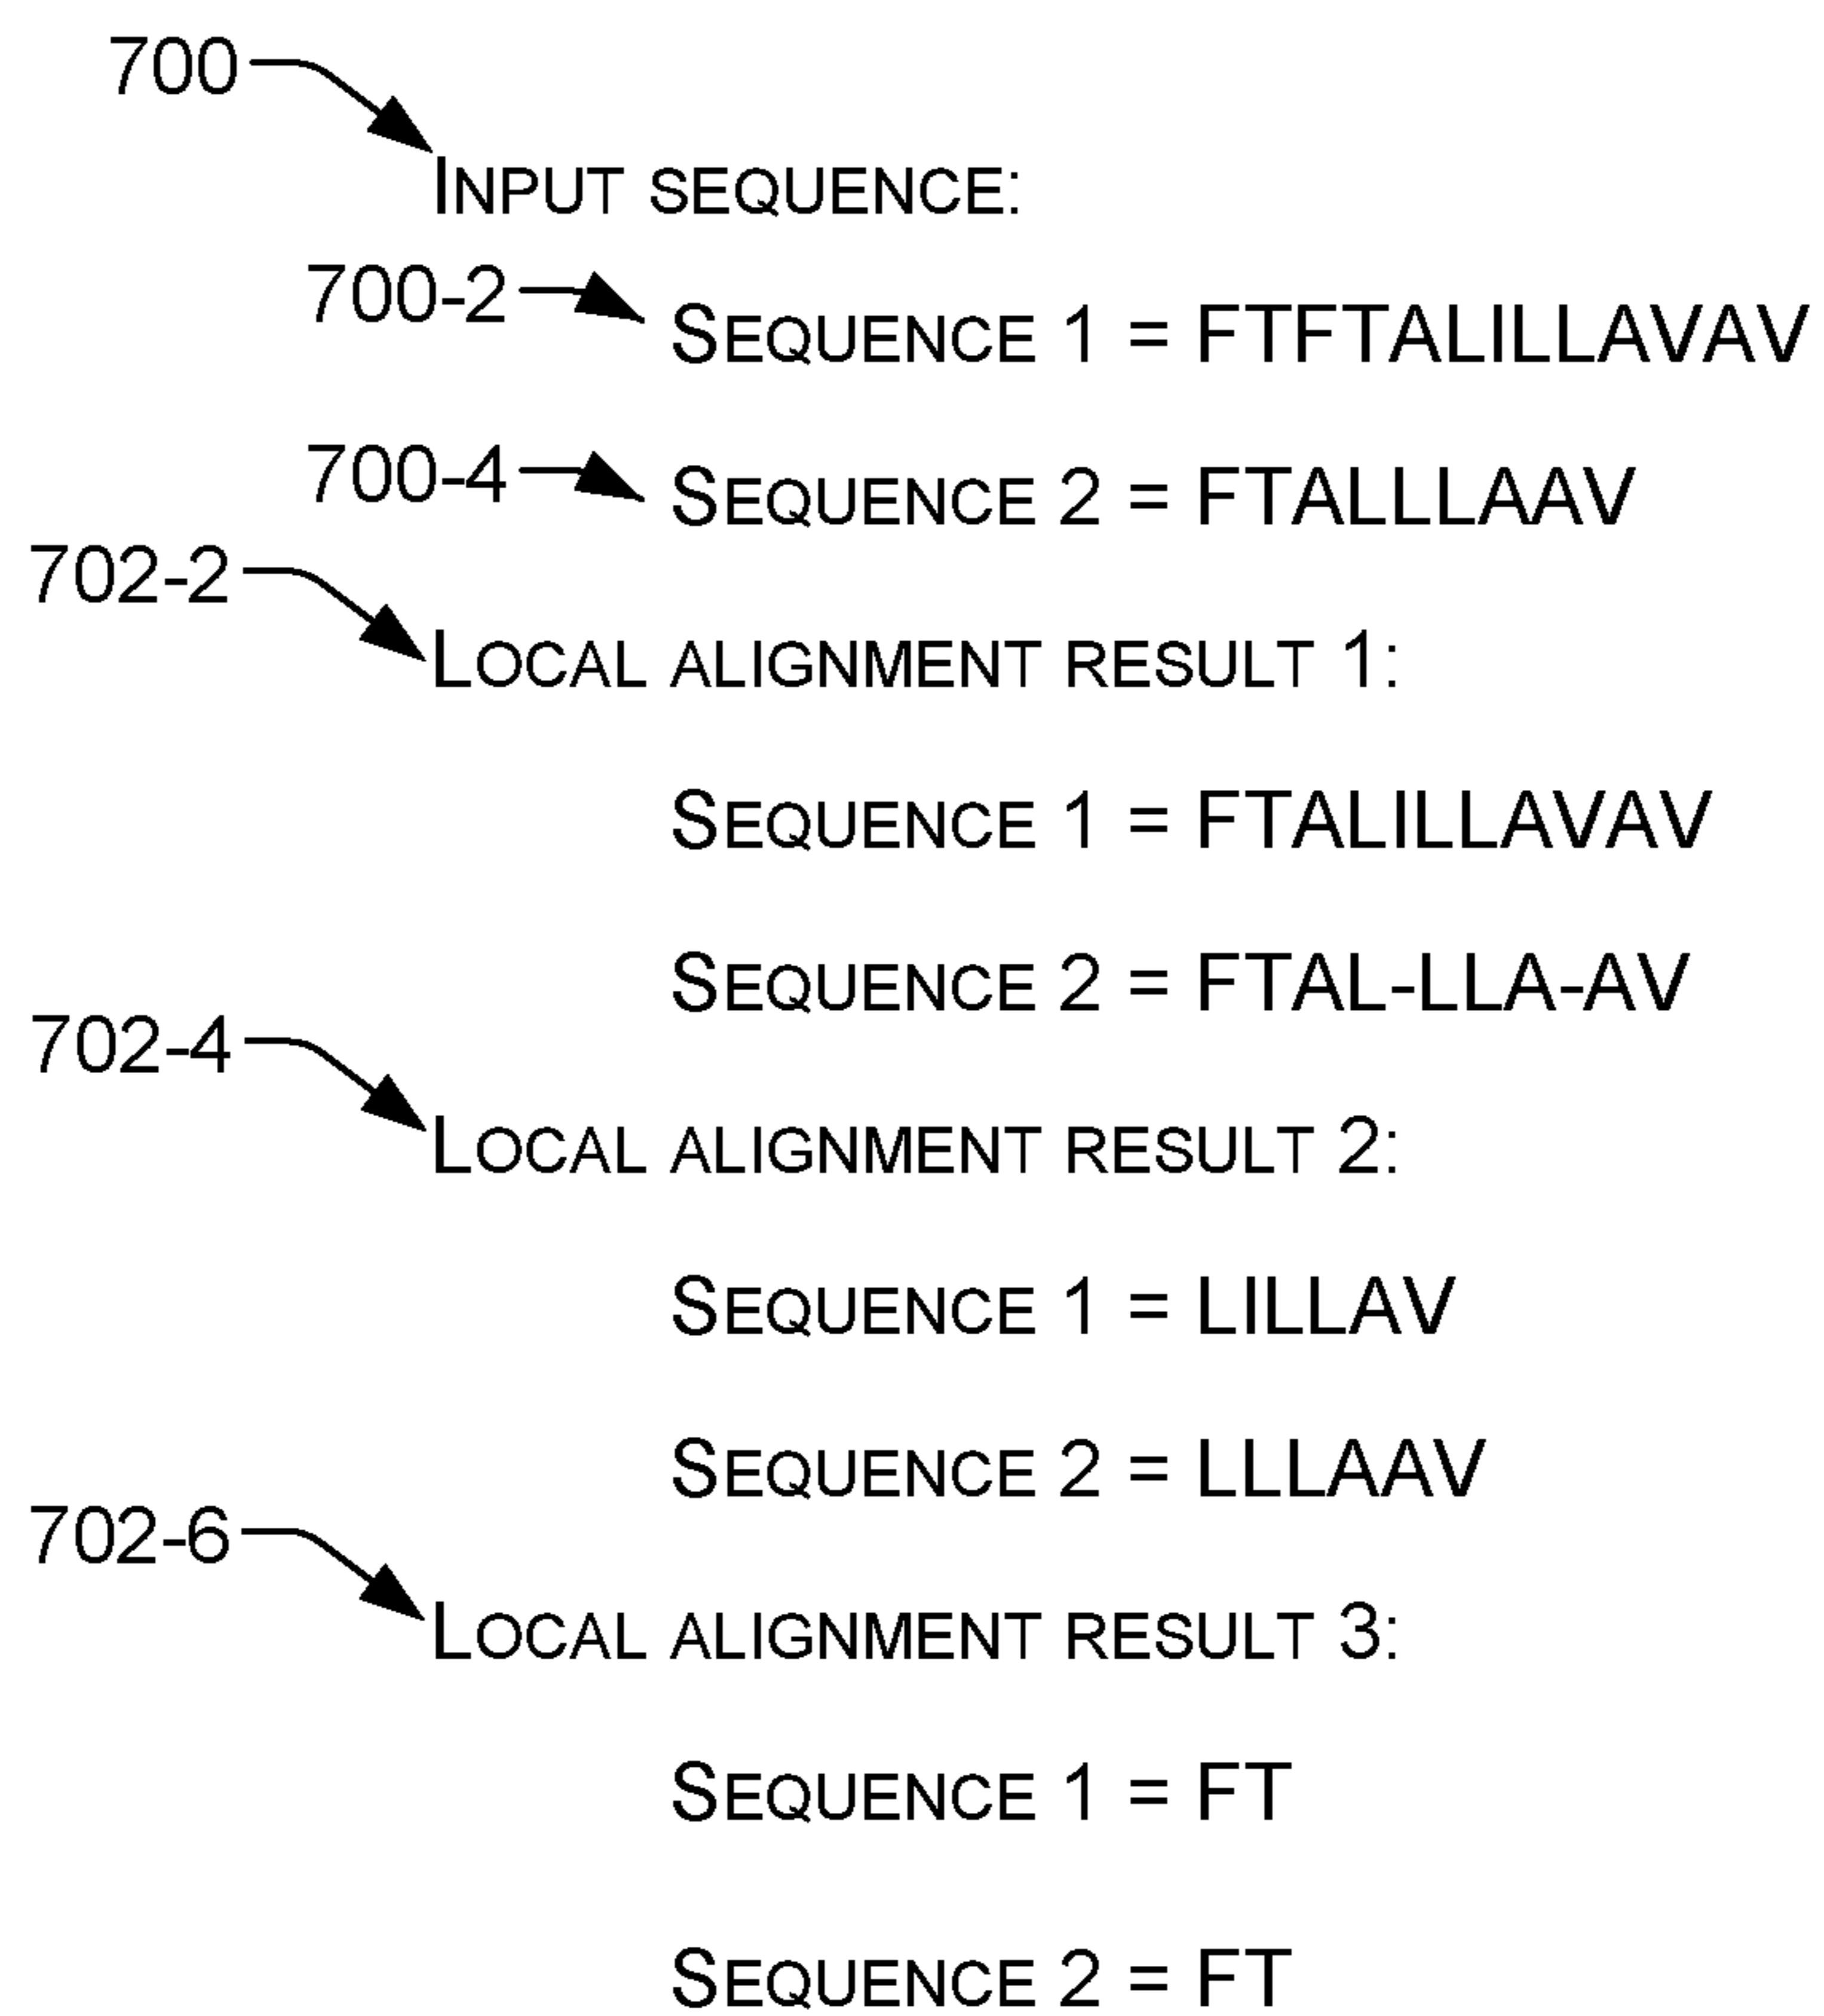 700
INPUT SEQUENCE:
700-2
SEQUENCE 1 = FTFTALILLAVAV
700-4
SEQUENCE 2 = FTALLLAAV
702-2
LOCAL ALIGNMENT RESULT 1:
SEQUENCE 1 = FTALILLAVAV
SEQUENCE 2 = FTAL-LLA-AV
702-4
LOCAL ALIGNMENT RESULT 2:
SEQUENCE 1 = LILLAV
SEQUENCE 2 = LLLAAV
702-6
LOCAL ALIGNMENT RESULT 3:
SEQUENCE 1 = FT
SEQUENCE 2 = FT